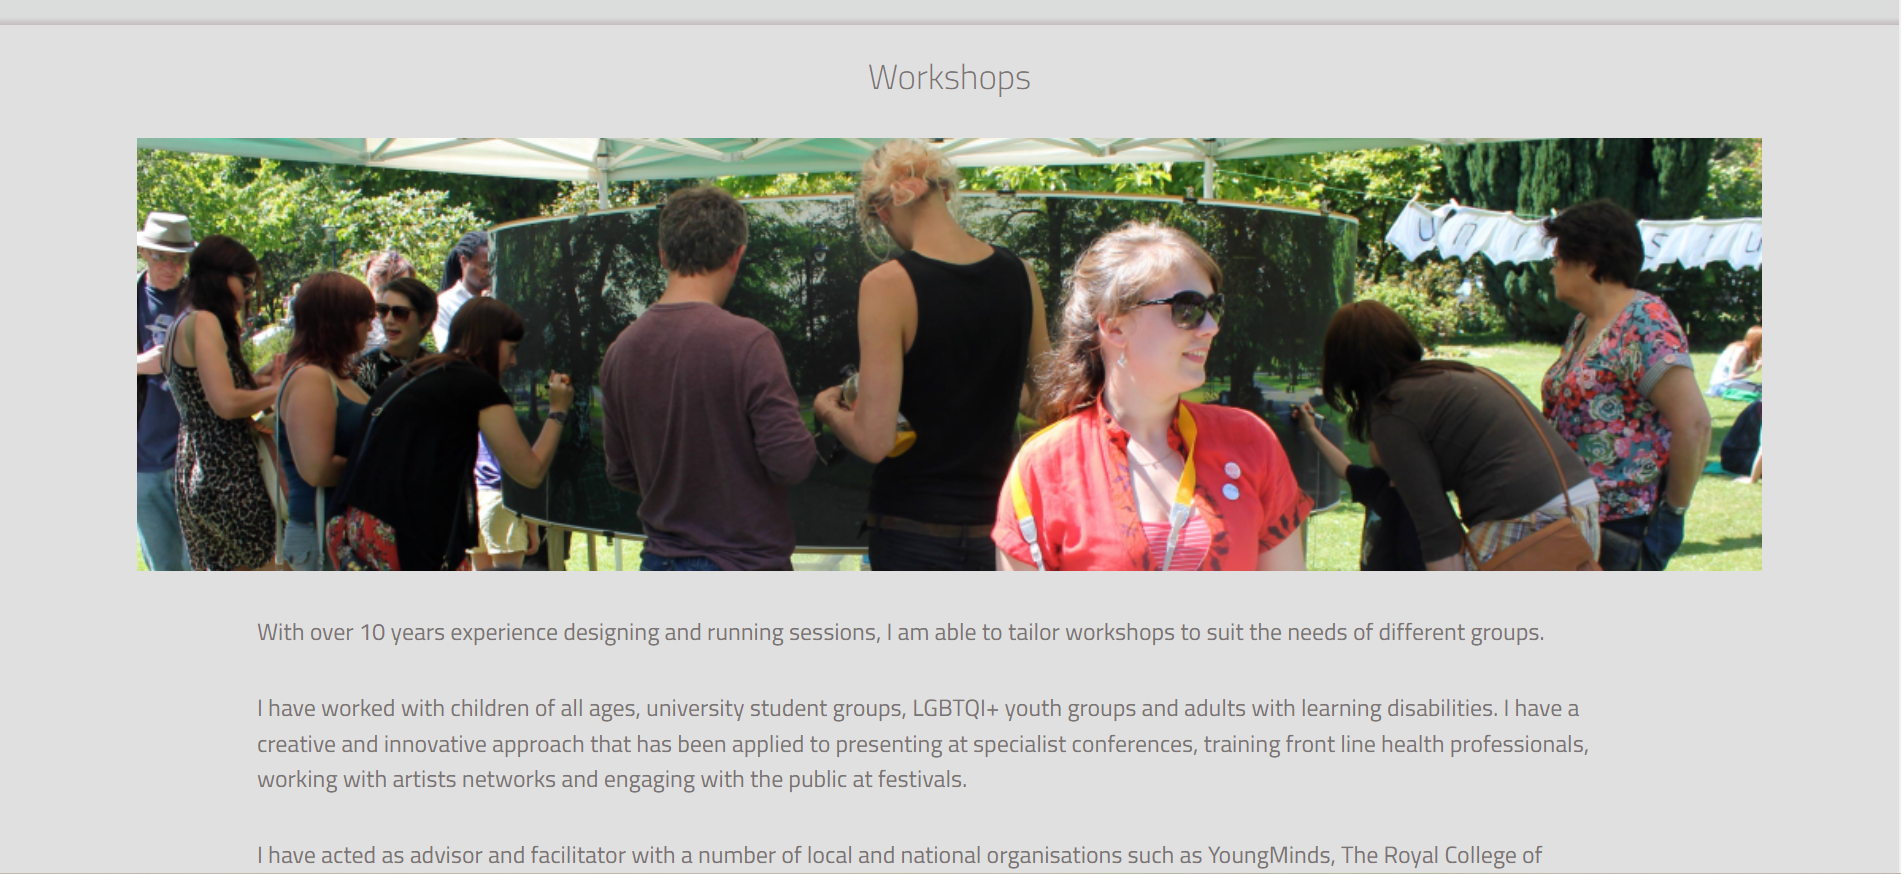 Workshops
With over 10 years experience designing and running sessions, I am able to tailor workshops to suit the needs of different groups.
I have worked with children of all ages, university student groups, LGBTQI+ youth groups and adults with learning disabilities. I have a
creative and innovative approach that has been applied to presenting at specialist conferences, training front line health professionals,
working with artists networks and engaging with the public at festivals.
I have acted as advisor and facilitator with a number of local and national organisations such as YoungMinds, The Royal College of